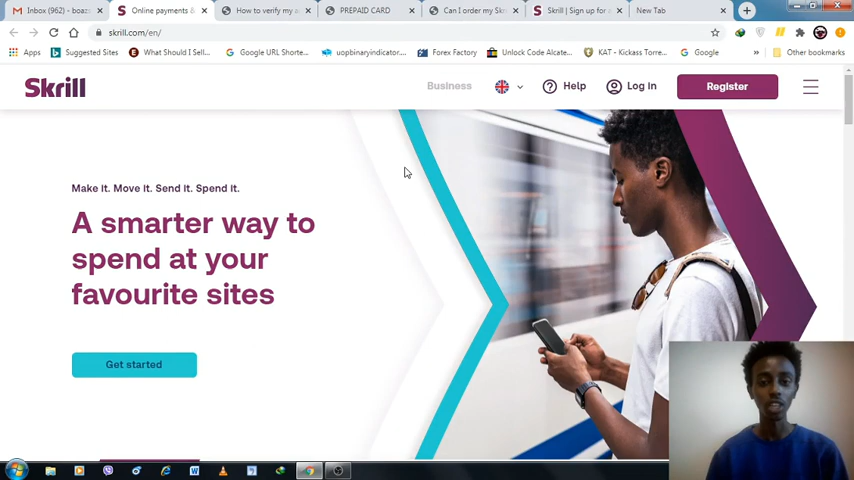 Inbox (962) - boaz
Online payments &
How to verify my a
PREPAID CARD
Can I order my Skr
Skrill | Sign up for a
New Tab
skrill.com/en/
Apps
Suggested Sites
What Should I Sell...
Google URL Shorte...
uopbinaryindicator...
Forex Factory
Unlock Code Alcate...
KAT - Kickass Torre...
Google
Other bookmarks
Skrill
Business
Help
Log In
Register
Make it. Move it. Send it. Spend it.
A smarter way to
spend at your
favourite sites
Get started